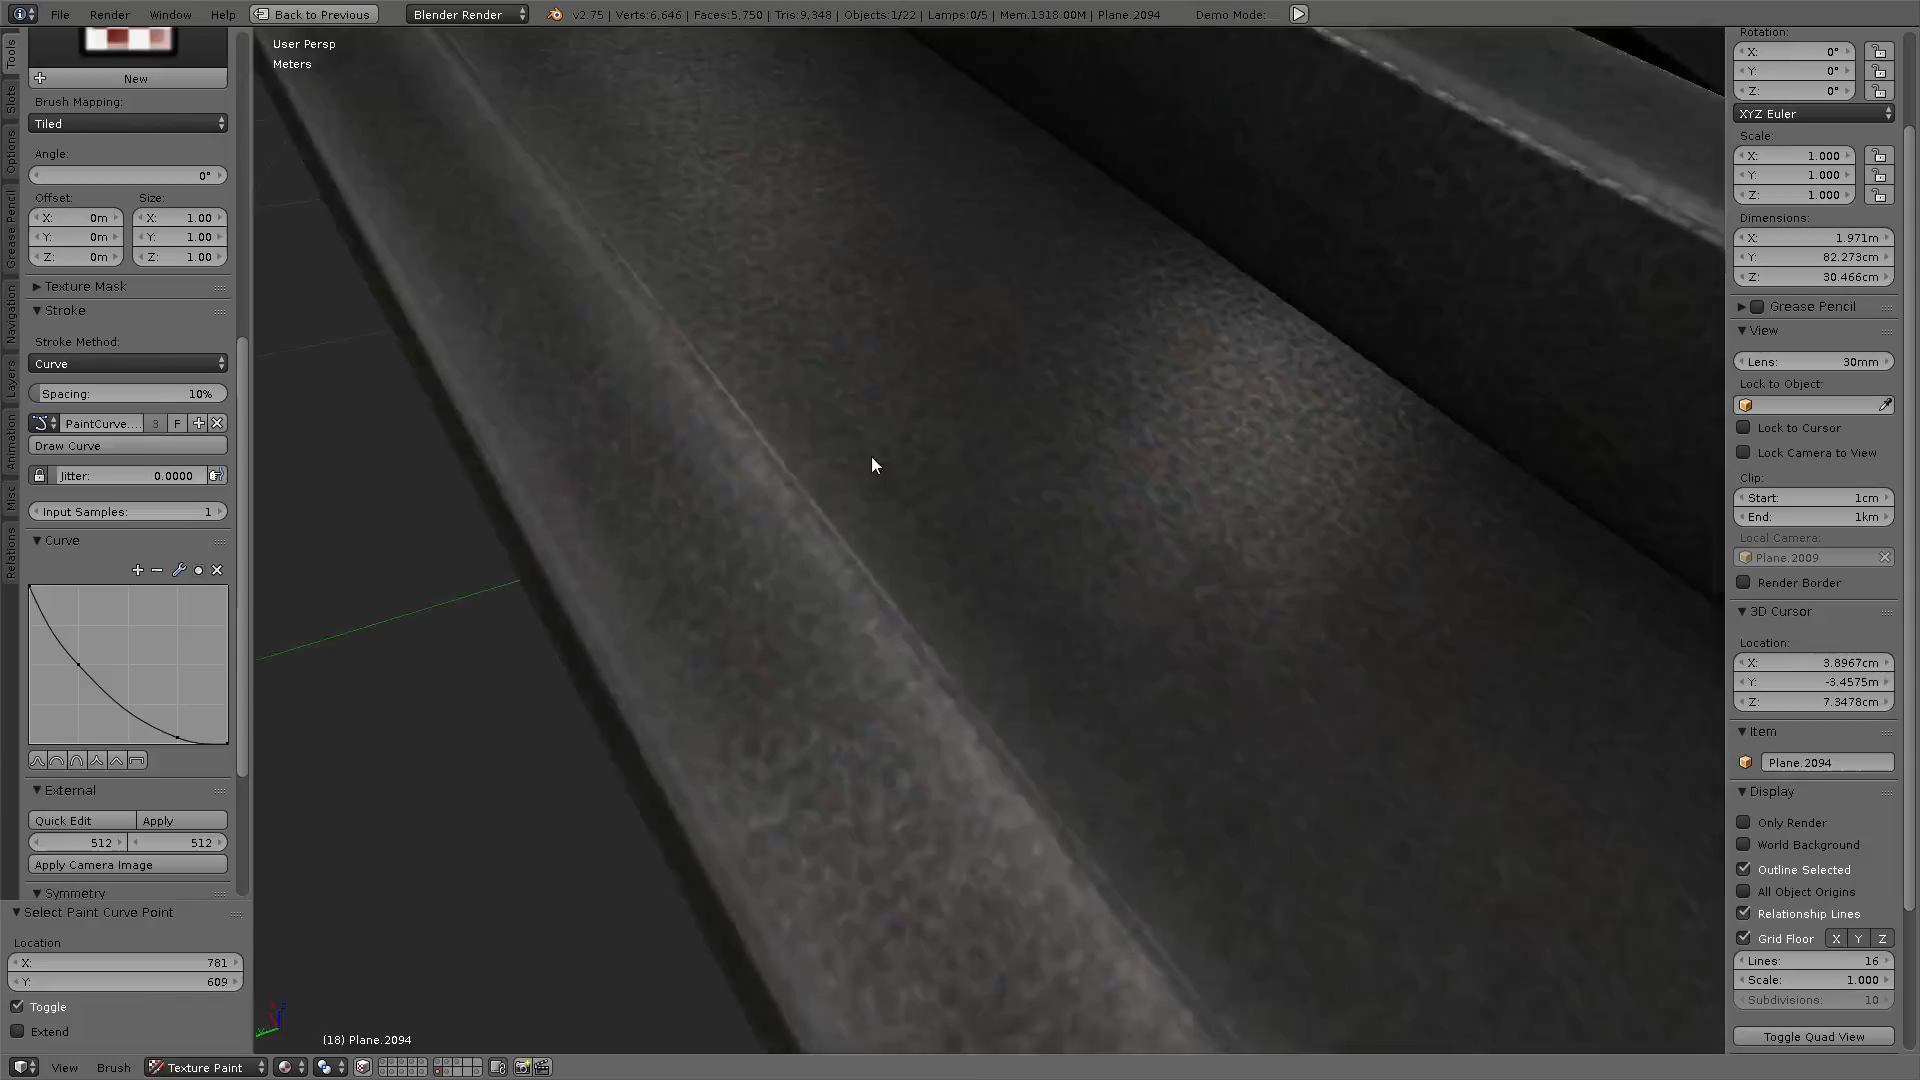 File Render Window Help Back to Previous Blender Render v2.75 | Verts:6,646 | Faces:5,750 | Tris:9,348 | Objects:1/22 | Lamps:0/5 | Mem:1318.00M | Plane.2094 Demo Mode:
Tools
Slots
Options
Grease Pencil
Navigation
Layers
Animation
Misc
Relations
New
Brush Mapping:
Tiled
Angle:
0°
Offset: Size:
X: 0m X: 1.00
Y: 0m Y: 1.00
Z: 0m Z: 1.00
Texture Mask
Stroke
Stroke Method:
Curve
Spacing: 10%
PaintCurve.... 3 F
Draw Curve
Jitter: 0.0000
Input Samples: 1
Curve
External
Quick Edit Apply
512 512
Apply Camera Image
Symmetry
Select Paint Curve Point
Location
X: 781
Y: 609
Toggle
Extend
User Persp
Meters
(18) Plane.2094
View Brush Texture Paint
Rotation:
X: 0°
Y: 0°
Z: 0°
XYZ Euler
Scale:
X: 1.000
Y: 1.000
Z: 1.000
Dimensions:
X: 1.971m
Y: 82.273cm
Z: 30.466cm
Grease Pencil
View
Lens: 30mm
Lock to Object:
Lock to Cursor
Lock Camera to View
Clip:
Start: 1cm
End: 1km
Local Camera:
Plane.2009
Render Border
3D Cursor
Location:
X: 3.8967cm
Y: -3.4575m
Z: 7.3478cm
Item
Plane.2094
Display
Only Render
World Background
Outline Selected
All Object Origins
Relationship Lines
Grid Floor X Y Z
Lines: 16
Scale: 1.000
Subdivisions: 10
Toggle Quad View